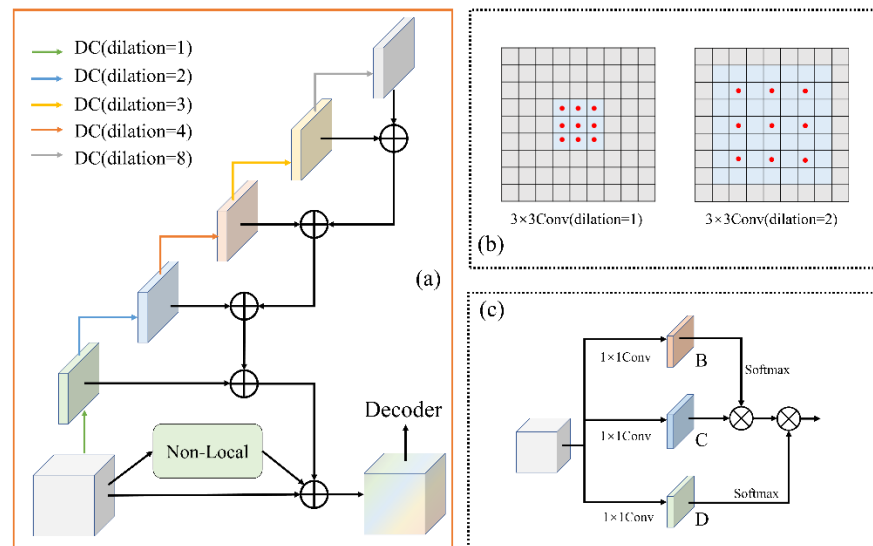 DC(dilation=1)
DC(dilation=2)
DC(dilation=3)
DC(dilation=4)
DC(dilation=8)
(a)
Decoder
Non-Local
3×3Conv(dilation=1)
3×3Conv(dilation=2)
(b)
(c)
1×1Conv
B
Softmax
1×1Conv
C
1×1Conv
D
Softmax